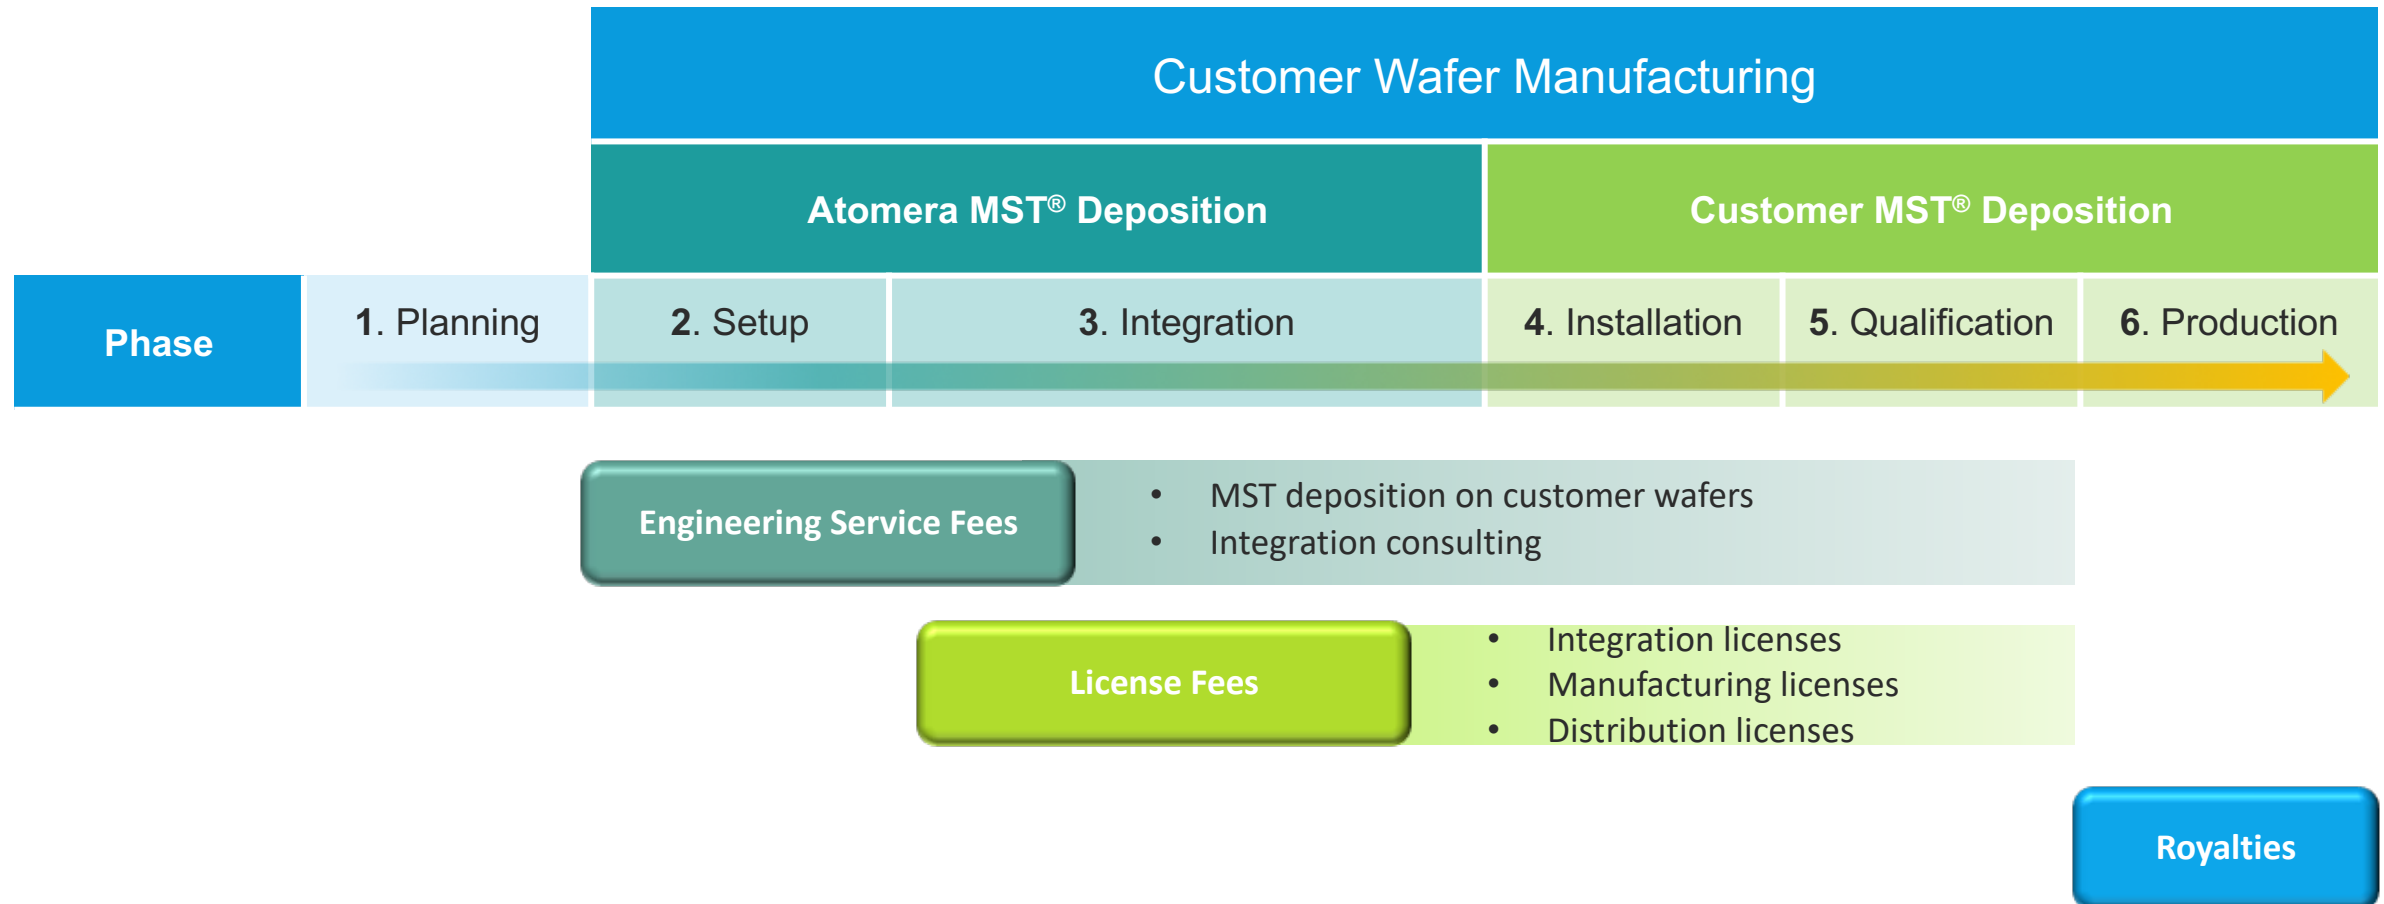 Customer Wafer Manufacturing
Atomera MST® Deposition
Customer MST® Deposition
Phase
1. Planning
2. Setup
3. Integration
4. Installation
5. Qualification
6. Production
Engineering Service Fees
• MST deposition on customer wafers
• Integration consulting
License Fees
• Integration licenses
• Manufacturing licenses
• Distribution licenses
Royalties